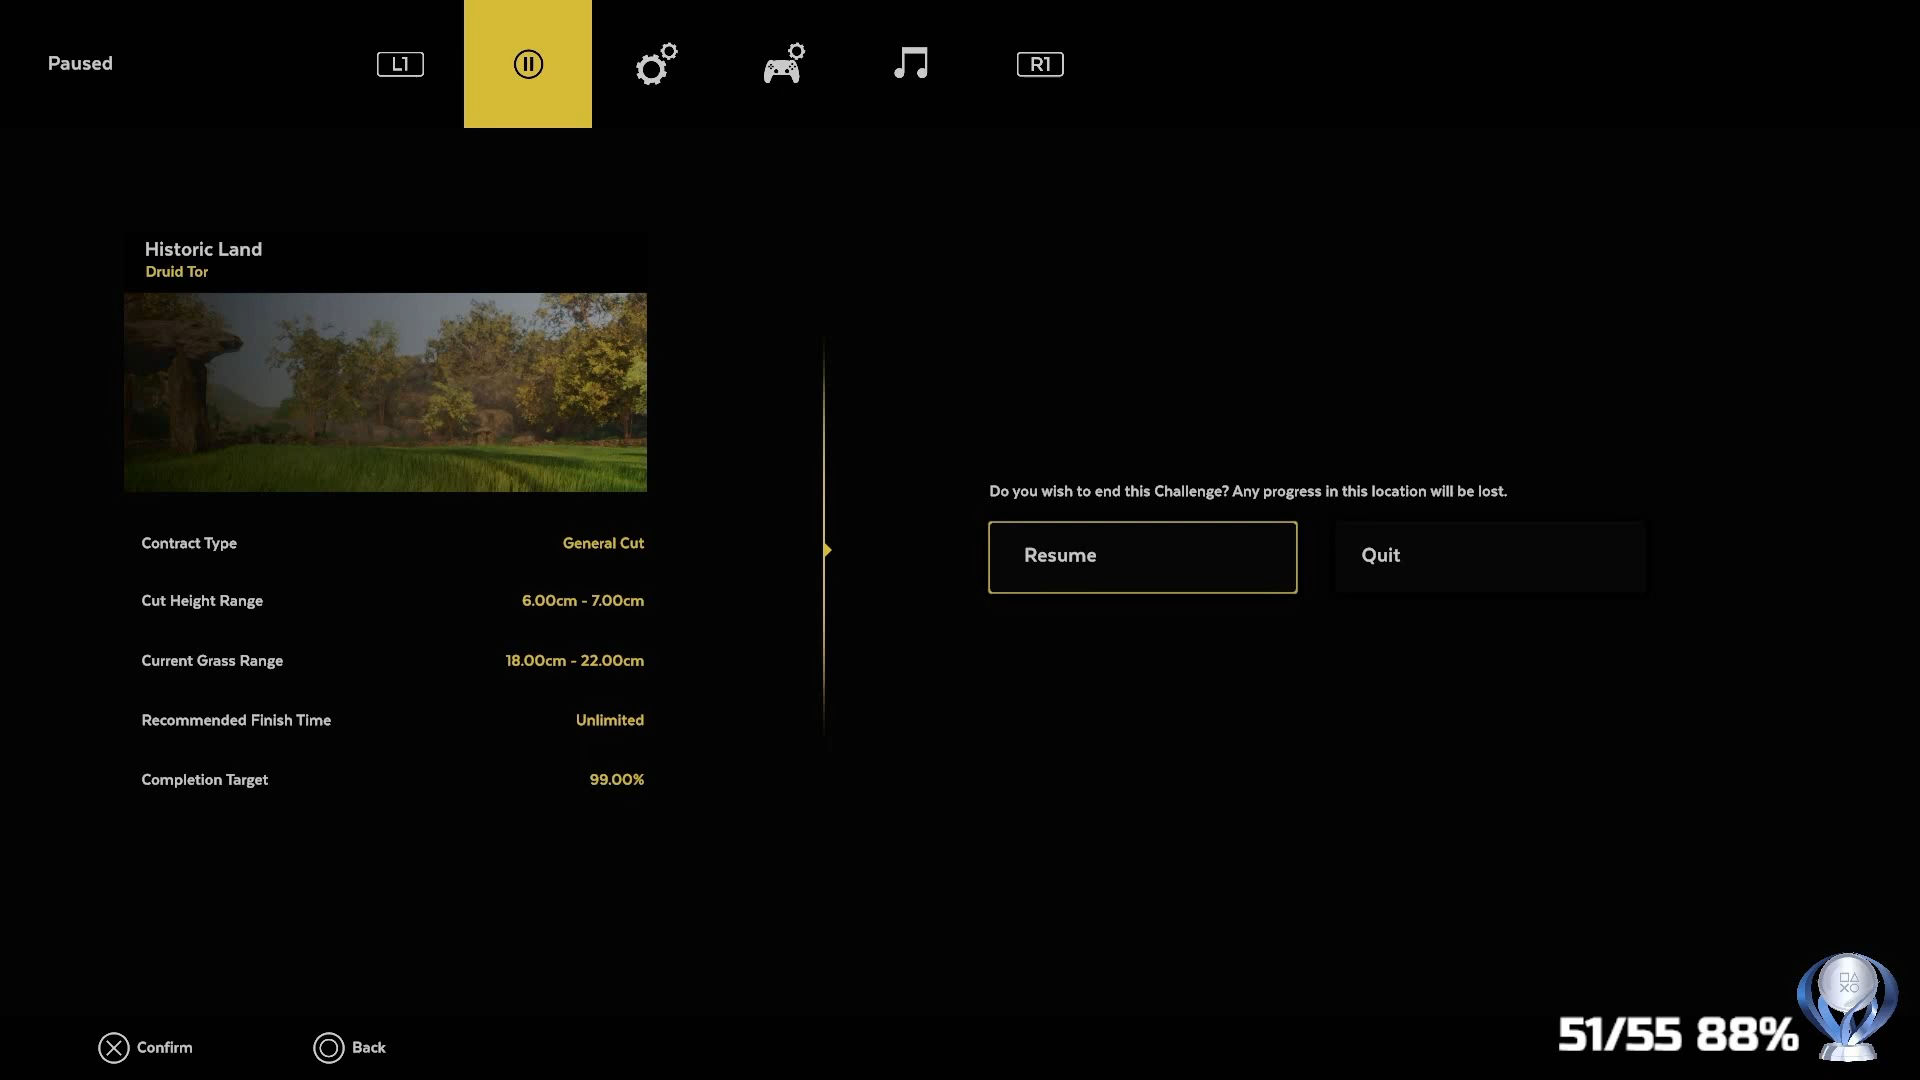 Paused
L1
R1
Historic Land
Druid Tor
Contract Type General Cut
Cut Height Range 6.00cm - 7.00cm
Current Grass Range 18.00cm - 22.00cm
Recommended Finish Time Unlimited
Completion Target 99.00%
Do you wish to end this Challenge? Any progress in this location will be lost.
Resume
Quit
Confirm
Back
51/55 88%